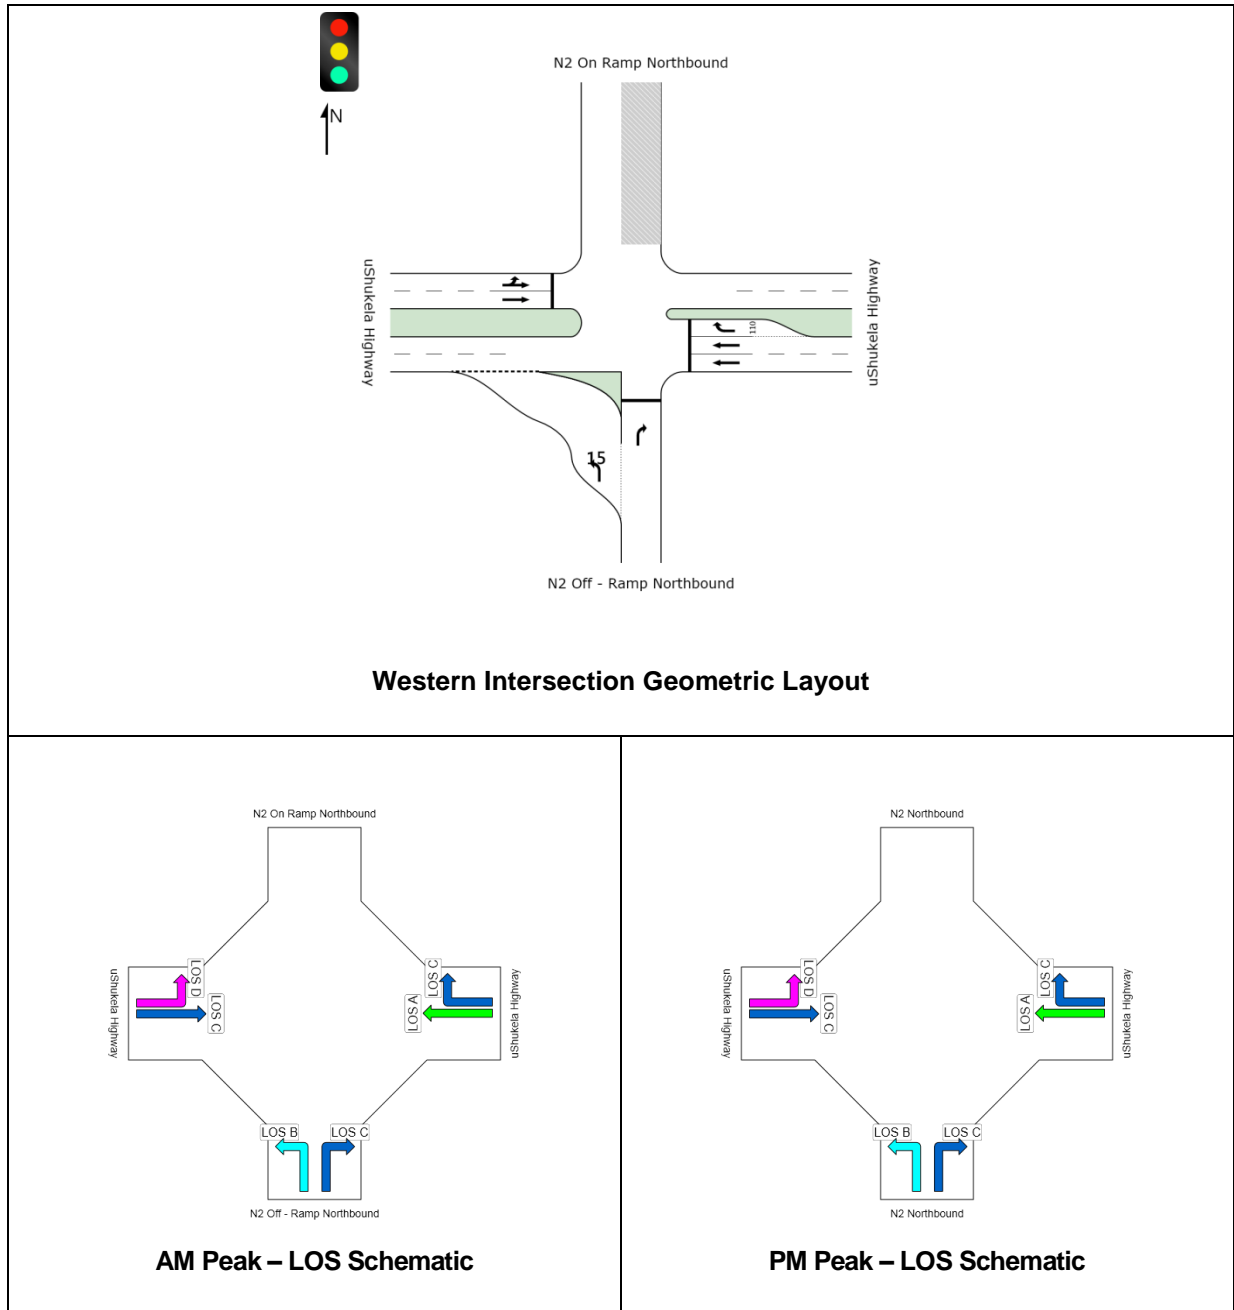 N
N2 On Ramp Northbound
uShukela Highway
uShukela Highway
110
15
N2 Off - Ramp Northbound
Western Intersection Geometric Layout
N2 On Ramp Northbound
uShukela Highway
LOS D
LOS C
LOS C
LOS A
uShukela Highway
LOS B
LOS C
N2 Off - Ramp Northbound
AM Peak – LOS Schematic
N2 Northbound
uShukela Highway
LOS D
LOS C
LOS C
LOS A
uShukela Highway
LOS B
LOS C
N2 Northbound
PM Peak – LOS Schematic